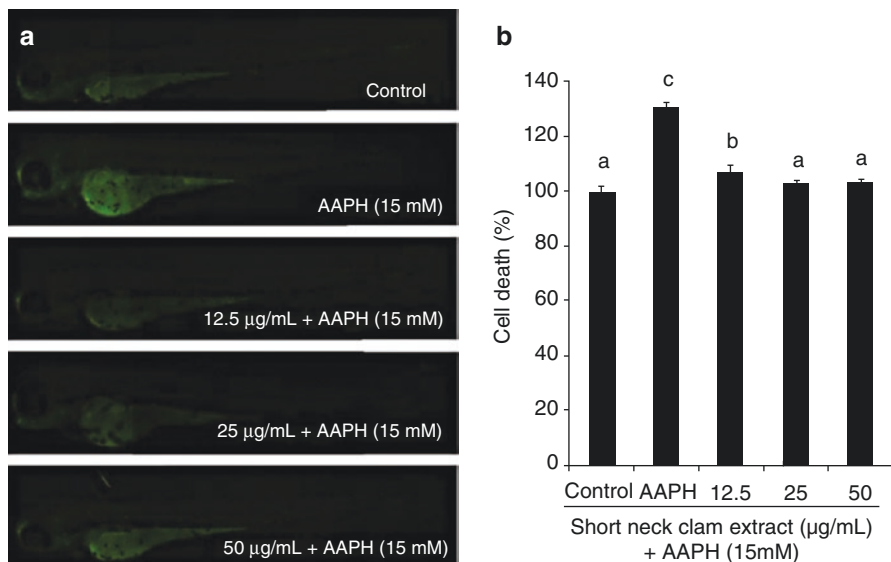 a
Control
AAPH (15 mM)
12.5 µg/mL + AAPH (15 mM)
25 µg/mL + AAPH (15 mM)
50 µg/mL + AAPH (15 mM)
b
140
120
100
80
60
40
20
0
Cell death (%)
a
c
b
a
a
Control AAPH 12.5 25 50
Short neck clam extract (µg/mL)
+ AAPH (15mM)